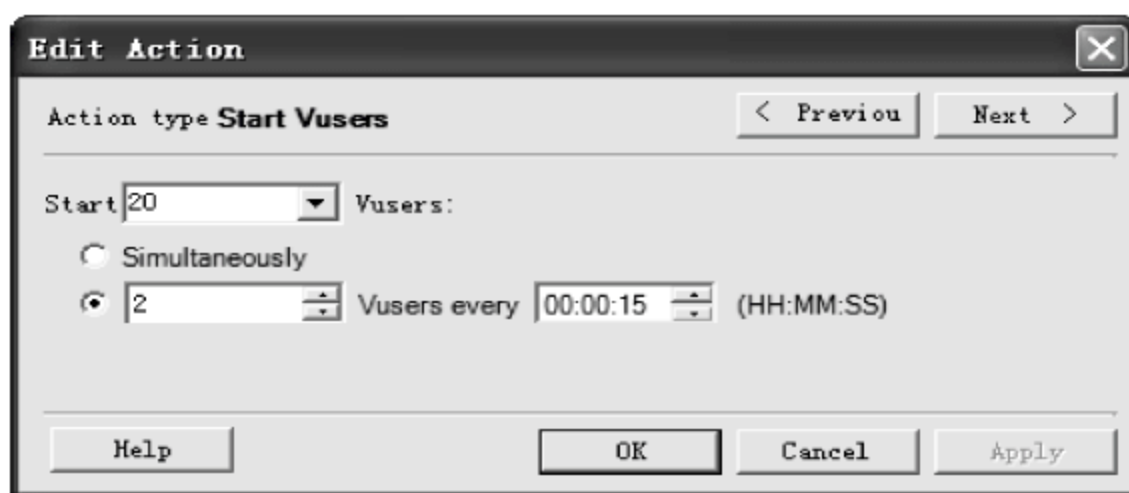 Edit Action
Action type Start Vusers < Previou Next >
Start 20 Vusers:
Simultaneously
2 Vusers every 00:00:15 (HH:MM:SS)
Help OK Cancel Apply